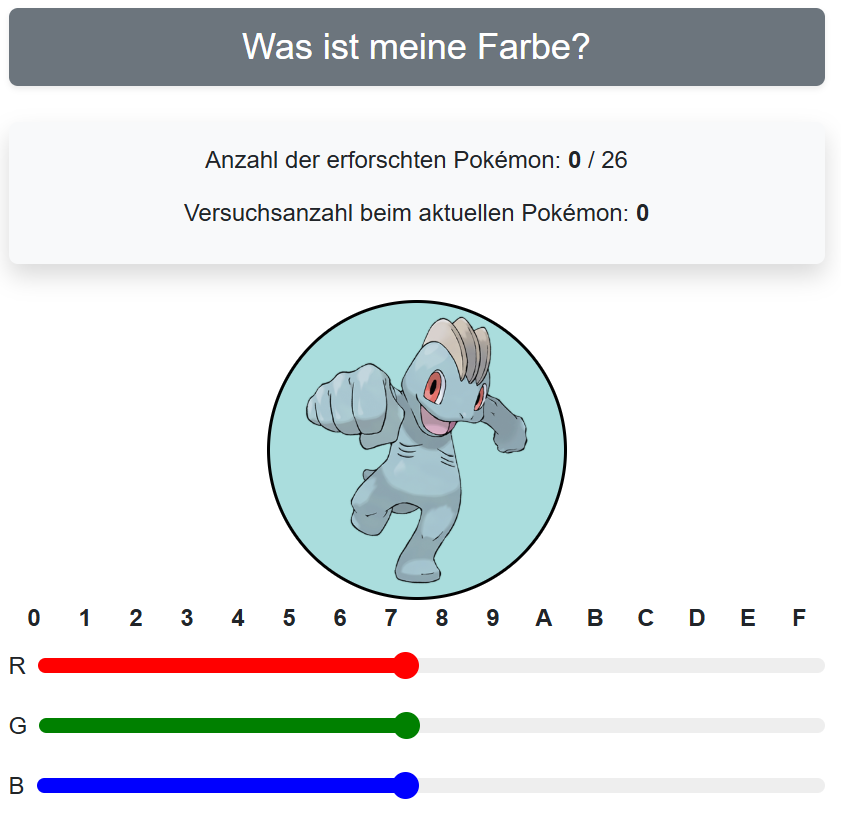 Was ist meine Farbe?
Anzahl der erforschten Pokémon: 0 / 26
Versuchsanzahl beim aktuellen Pokémon: 0
0 1 2 3 4 5 6 7 8 9 A B C D E F
R
G
B